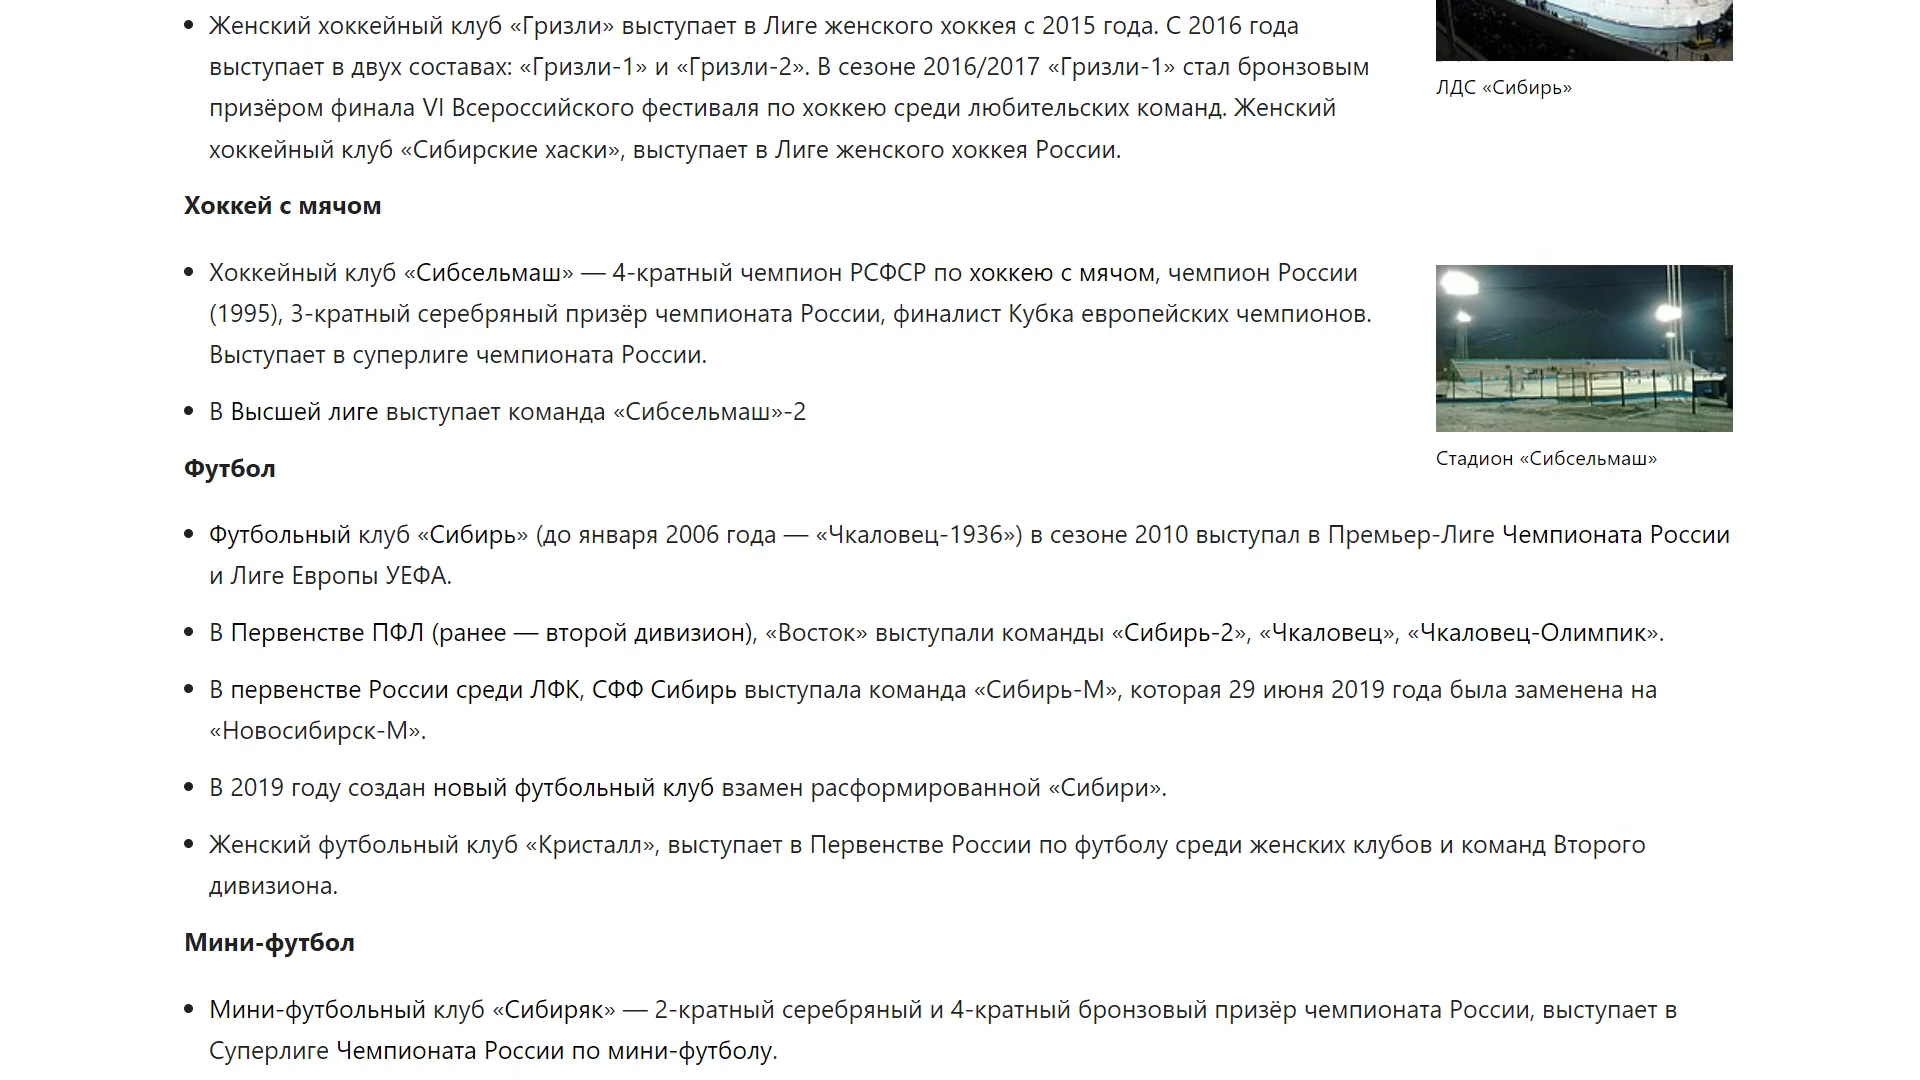 Женский хоккейный клуб «Гризли» выступает в Лиге женского хоккея с 2015 года. С 2016 года
выступает в двух составах: «Гризли-1» и «Гризли-2». В сезоне 2016/2017 «Гризли-1» стал бронзовым
призёром финала VI Всероссийского фестиваля по хоккею среди любительских команд. Женский
хоккейный клуб «Сибирские хаски», выступает в Лиге женского хоккея России.
ЛДС «Сибирь»
Хоккей с мячом
Хоккейный клуб «Сибсельмаш» — 4-кратный чемпион РСФСР по хоккею с мячом, чемпион России
(1995), 3-кратный серебряный призёр чемпионата России, финалист Кубка европейских чемпионов.
Выступает в суперлиге чемпионата России.
В Высшей лиге выступает команда «Сибсельмаш»-2
Стадион «Сибсельмаш»
Футбол
Футбольный клуб «Сибирь» (до января 2006 года — «Чкаловец-1936») в сезоне 2010 выступал в Премьер-Лиге Чемпионата России
и Лиге Европы УЕФА.
В Первенстве ПФЛ (ранее — второй дивизион), «Восток» выступали команды «Сибирь-2», «Чкаловец», «Чкаловец-Олимпик».
В первенстве России среди ЛФК, СФФ Сибирь выступала команда «Сибирь-М», которая 29 июня 2019 года была заменена на
«Новосибирск-М».
В 2019 году создан новый футбольный клуб взамен расформированной «Сибири».
Женский футбольный клуб «Кристалл», выступает в Первенстве России по футболу среди женских клубов и команд Второго
дивизиона.
Мини-футбол
Мини-футбольный клуб «Сибиряк» — 2-кратный серебряный и 4-кратный бронзовый призёр чемпионата России, выступает в
Суперлиге Чемпионата России по мини-футболу.